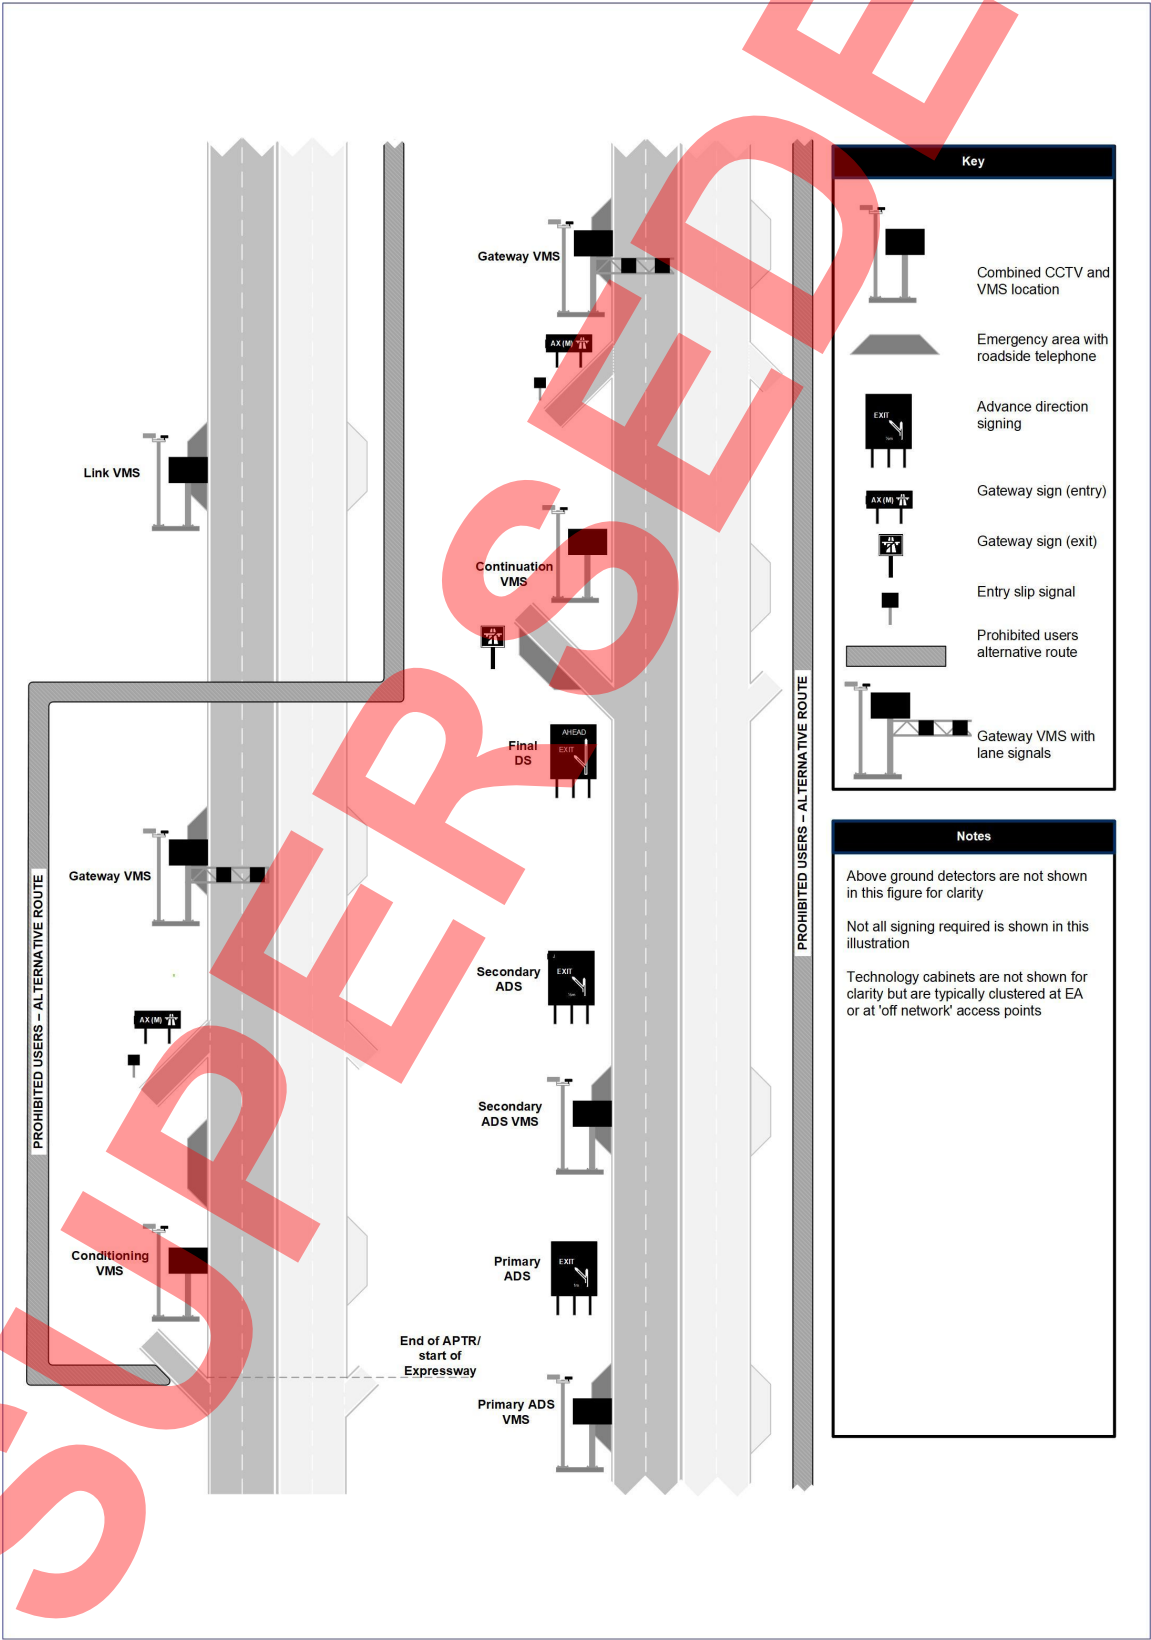 Link VMS
Gateway VMS
AX (M)
Conditioning
VMS
PROHIBITED USERS – ALTERNATIVE ROUTE
End of APTR/
start of
Expressway
Gateway VMS
AX (M)
Continuation
VMS
Final
DS
AHEAD
EXIT
Secondary
ADS
EXIT
Secondary
ADS VMS
Primary
ADS
EXIT
Primary ADS
VMS
PROHIBITED USERS – ALTERNATIVE ROUTE
Key
Combined CCTV and
VMS location
Emergency area with
roadside telephone
EXIT
Advance direction
signing
AX (M)
Gateway sign (entry)
Gateway sign (exit)
Entry slip signal
Prohibited users
alternative route
Gateway VMS with
lane signals
Notes
Above ground detectors are not shown
in this figure for clarity
Not all signing required is shown in this
illustration
Technology cabinets are not shown for
clarity but are typically clustered at EA
or at 'off network' access points
SUPERSEDE